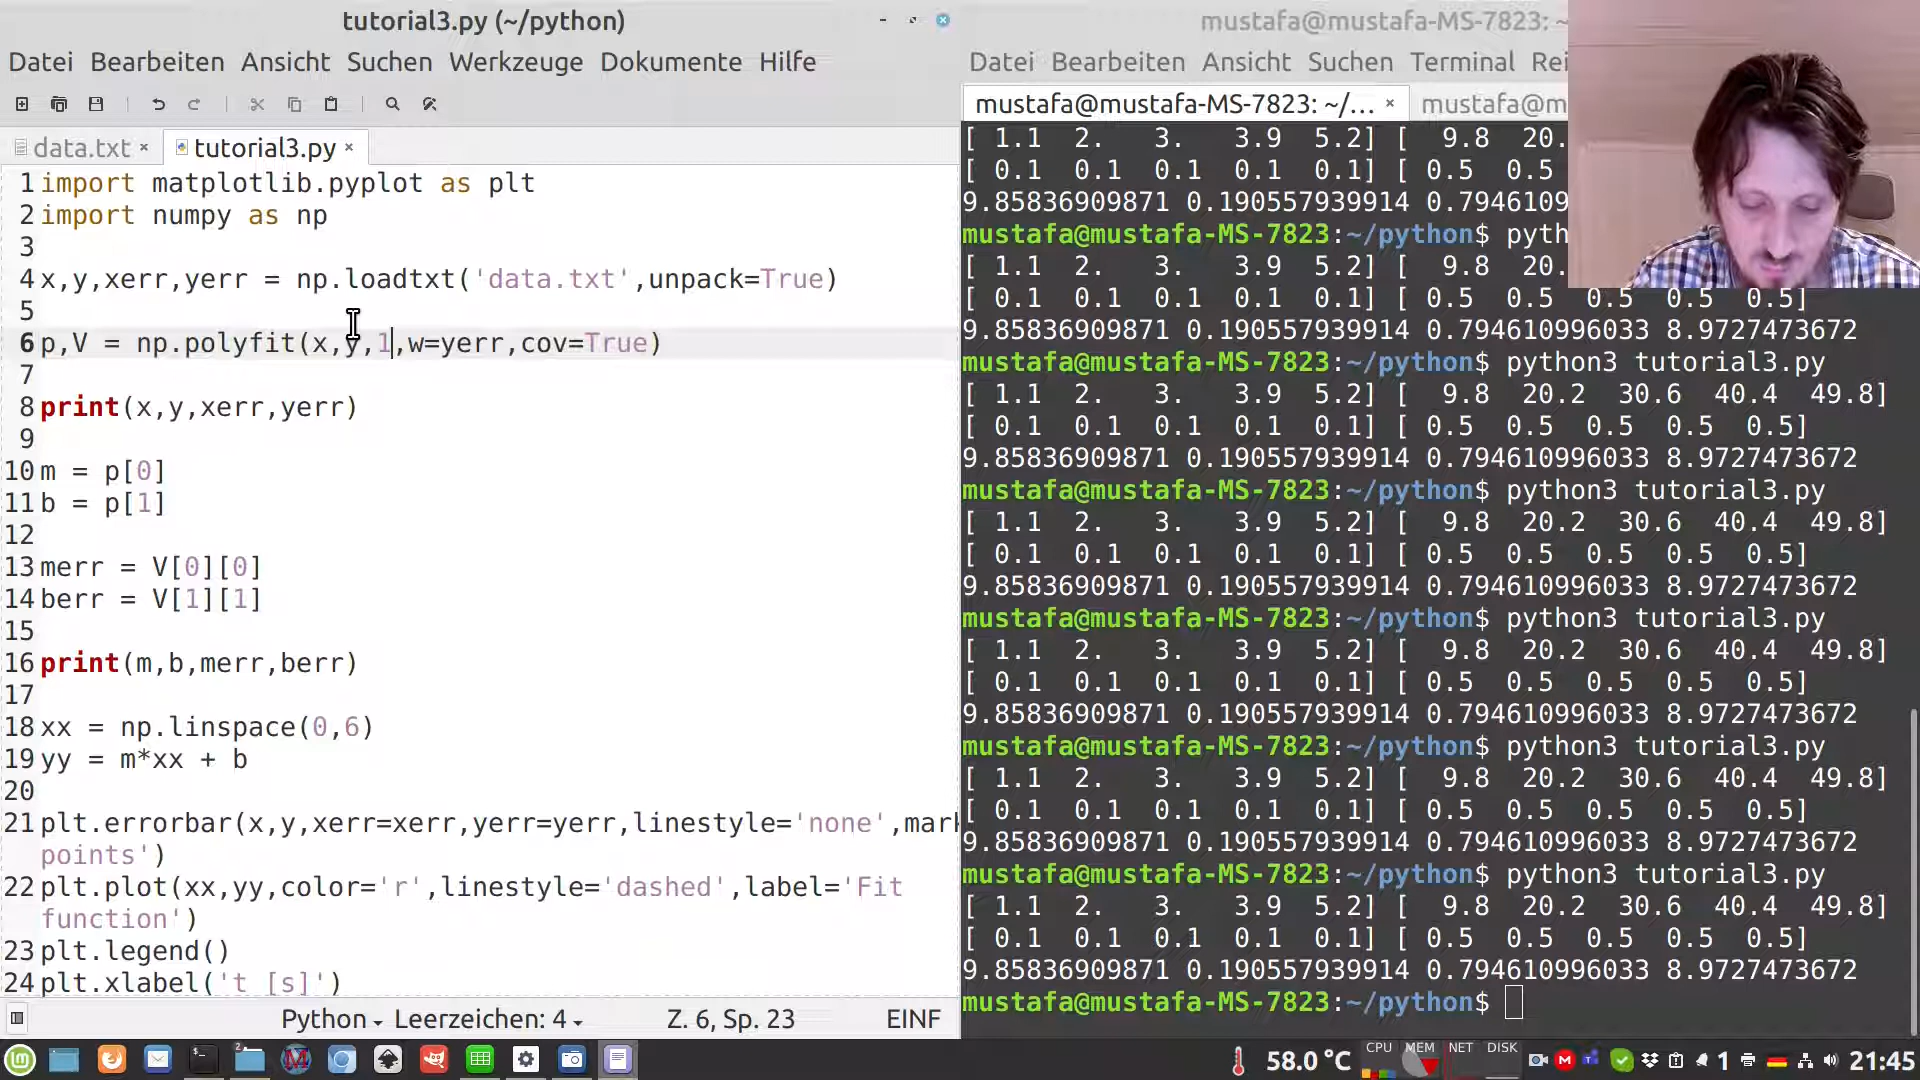 tutorial3.py (~/python)
Datei Bearbeiten Ansicht Suchen Werkzeuge Dokumente Hilfe
data.txt tutorial3.py
1 import matplotlib.pyplot as plt
2 import numpy as np
3
4 x,y,xerr,yerr = np.loadtxt('data.txt',unpack=True)
5
6 p,V = np.polyfit(x,y,1,w=yerr,cov=True)
7
8 print(x,y,xerr,yerr)
9
10 m = p[0]
11 b = p[1]
12
13 merr = V[0][0]
14 berr = V[1][1]
15
16 print(m,b,merr,berr)
17
18 xx = np.linspace(0,6)
19 yy = m*xx + b
20
21 plt.errorbar(x,y,xerr=xerr,yerr=yerr,linestyle='none',mark
points')
22 plt.plot(xx,yy,color='r',linestyle='dashed',label='Fit
function')
23 plt.legend()
24 plt.xlabel('t [s]')
Python Leerzeichen: 4 Z. 6, Sp. 23 EINF
mustafa@mustafa-MS-7823: ~
Datei Bearbeiten Ansicht Suchen Terminal Rei
mustafa@mustafa-MS-7823: ~/... mustafa@m
[ 1.1 2. 3. 3.9 5.2] [ 9.8 20.
[ 0.1 0.1 0.1 0.1 0.1] [ 0.5 0.5
9.85836909871 0.190557939914 0.7946109
mustafa@mustafa-MS-7823:~/python$ pyth
[ 1.1 2. 3. 3.9 5.2] [ 9.8 20.
[ 0.1 0.1 0.1 0.1 0.1] [ 0.5 0.5 0.5 0.5 0.5]
9.85836909871 0.190557939914 0.794610996033 8.9727473672
mustafa@mustafa-MS-7823:~/python$ python3 tutorial3.py
[ 1.1 2. 3. 3.9 5.2] [ 9.8 20.2 30.6 40.4 49.8]
[ 0.1 0.1 0.1 0.1 0.1] [ 0.5 0.5 0.5 0.5 0.5]
9.85836909871 0.190557939914 0.794610996033 8.9727473672
mustafa@mustafa-MS-7823:~/python$ python3 tutorial3.py
[ 1.1 2. 3. 3.9 5.2] [ 9.8 20.2 30.6 40.4 49.8]
[ 0.1 0.1 0.1 0.1 0.1] [ 0.5 0.5 0.5 0.5 0.5]
9.85836909871 0.190557939914 0.794610996033 8.9727473672
mustafa@mustafa-MS-7823:~/python$ python3 tutorial3.py
[ 1.1 2. 3. 3.9 5.2] [ 9.8 20.2 30.6 40.4 49.8]
[ 0.1 0.1 0.1 0.1 0.1] [ 0.5 0.5 0.5 0.5 0.5]
9.85836909871 0.190557939914 0.794610996033 8.9727473672
mustafa@mustafa-MS-7823:~/python$ python3 tutorial3.py
[ 1.1 2. 3. 3.9 5.2] [ 9.8 20.2 30.6 40.4 49.8]
[ 0.1 0.1 0.1 0.1 0.1] [ 0.5 0.5 0.5 0.5 0.5]
9.85836909871 0.190557939914 0.794610996033 8.9727473672
mustafa@mustafa-MS-7823:~/python$ python3 tutorial3.py
[ 1.1 2. 3. 3.9 5.2] [ 9.8 20.2 30.6 40.4 49.8]
[ 0.1 0.1 0.1 0.1 0.1] [ 0.5 0.5 0.5 0.5 0.5]
9.85836909871 0.190557939914 0.794610996033 8.9727473672
mustafa@mustafa-MS-7823:~/python$
2 58.0 °C CPU MEM NET DISK 1 21:45